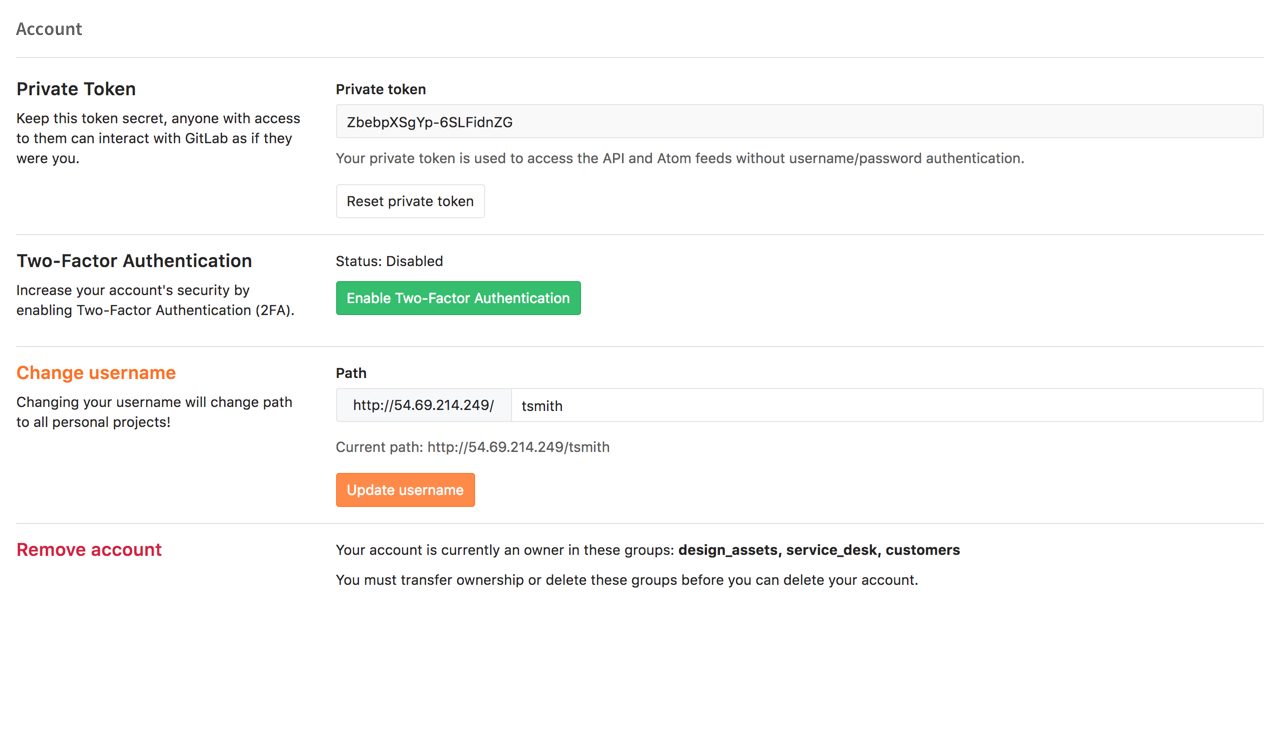 Account
Private Token
Keep this token secret, anyone with access
to them can interact with GitLab as if they
were you.
Private token
ZbebpXSgYp-6SLFidnZG
Your private token is used to access the API and Atom feeds without username/password authentication.
Reset private token
Two-Factor Authentication
Increase your account's security by
enabling Two-Factor Authentication (2FA).
Status: Disabled
Enable Two-Factor Authentication
Change username
Changing your username will change path
to all personal projects!
Path
http://54.69.214.249/ tsmith
Current path: http://54.69.214.249/tsmith
Update username
Remove account
Your account is currently an owner in these groups: design_assets, service_desk, customers
You must transfer ownership or delete these groups before you can delete your account.